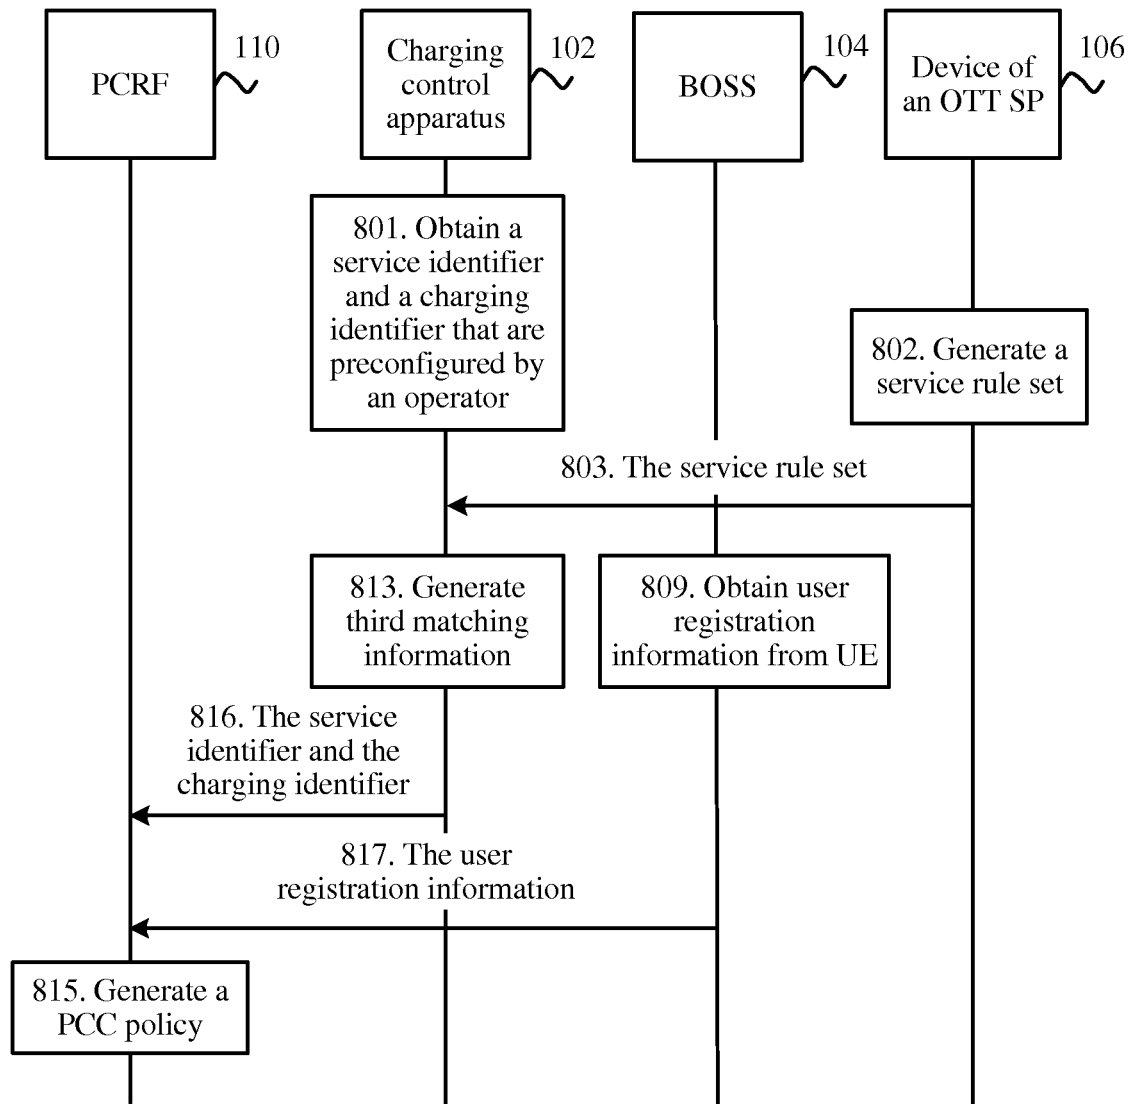 PCRF
110
Charging
control
apparatus
102
BOSS
104
Device of
an OTT SP
106
801. Obtain a
service identifier
and a charging
identifier that are
preconfigured by
an operator
802. Generate a
service rule set
803. The service rule set
813. Generate
third matching
information
809. Obtain user
registration
information from UE
816. The service
identifier and the
charging identifier
817. The user
registration information
815. Generate a
PCC policy